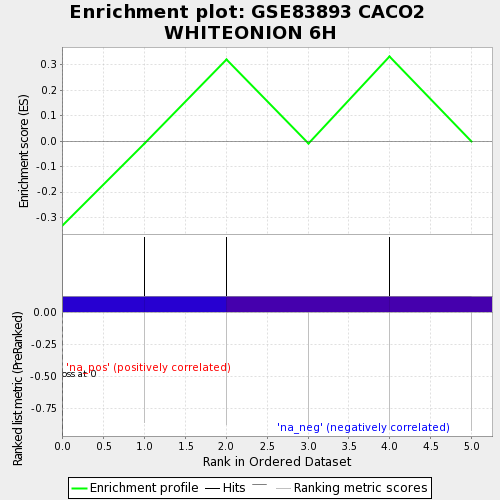 Enrichment plot: GSE83893 CACO2
WHITEONION 6H
Enrichment score (ES)
0.3
0.2
0.1
0.0
-0.1
-0.2
-0.3
Ranked list metric (PreRanked)
0.00
-0.25
-0.50
-0.75
'na_pos' (positively correlated)
oss at 0
'na_neg' (negatively correlated)
0.0 0.5 1.0 1.5 2.0 2.5 3.0 3.5 4.0 4.5 5.0
Rank in Ordered Dataset
Enrichment profile Hits Ranking metric scores